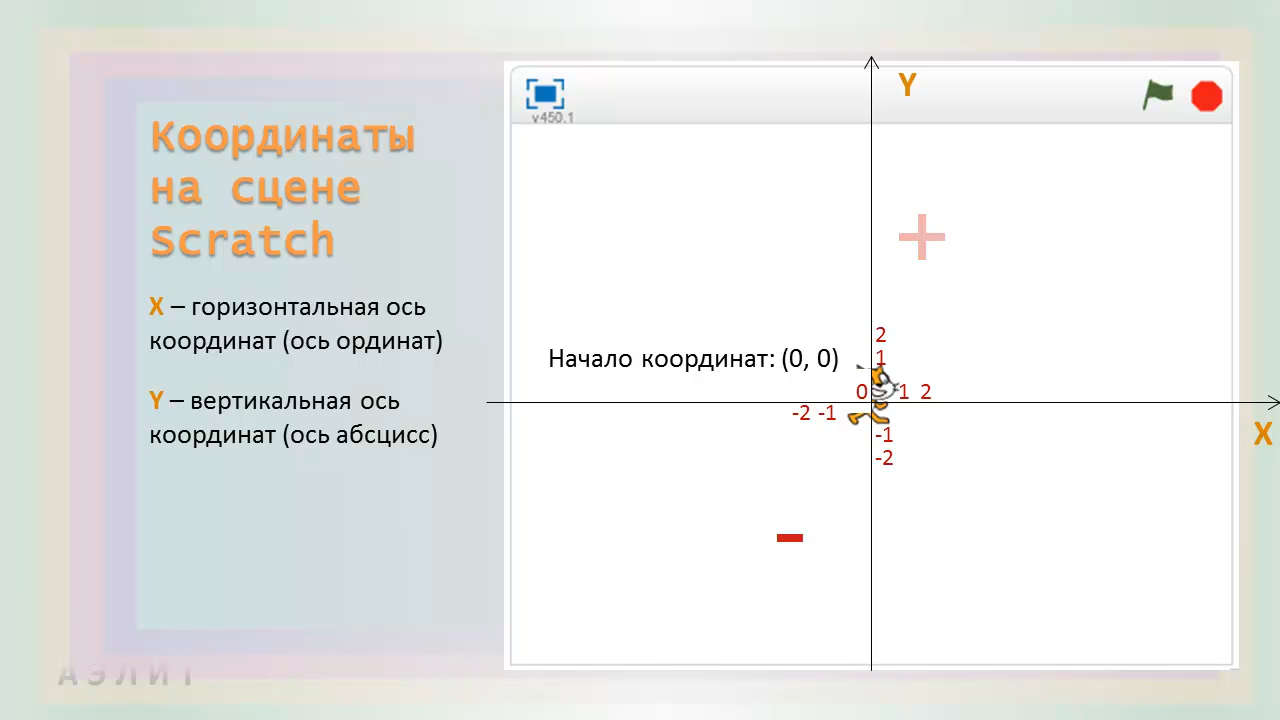 Координаты
на сцене
Scratch
X – горизонтальная ось
координат (ось ординат)
Y – вертикальная ось
координат (ось абсцисс)
v450.1
Y
2
Начало координат: (0, 0)
1
0
1 2
-2 -1
X
-1
-2
АЭЛИТ